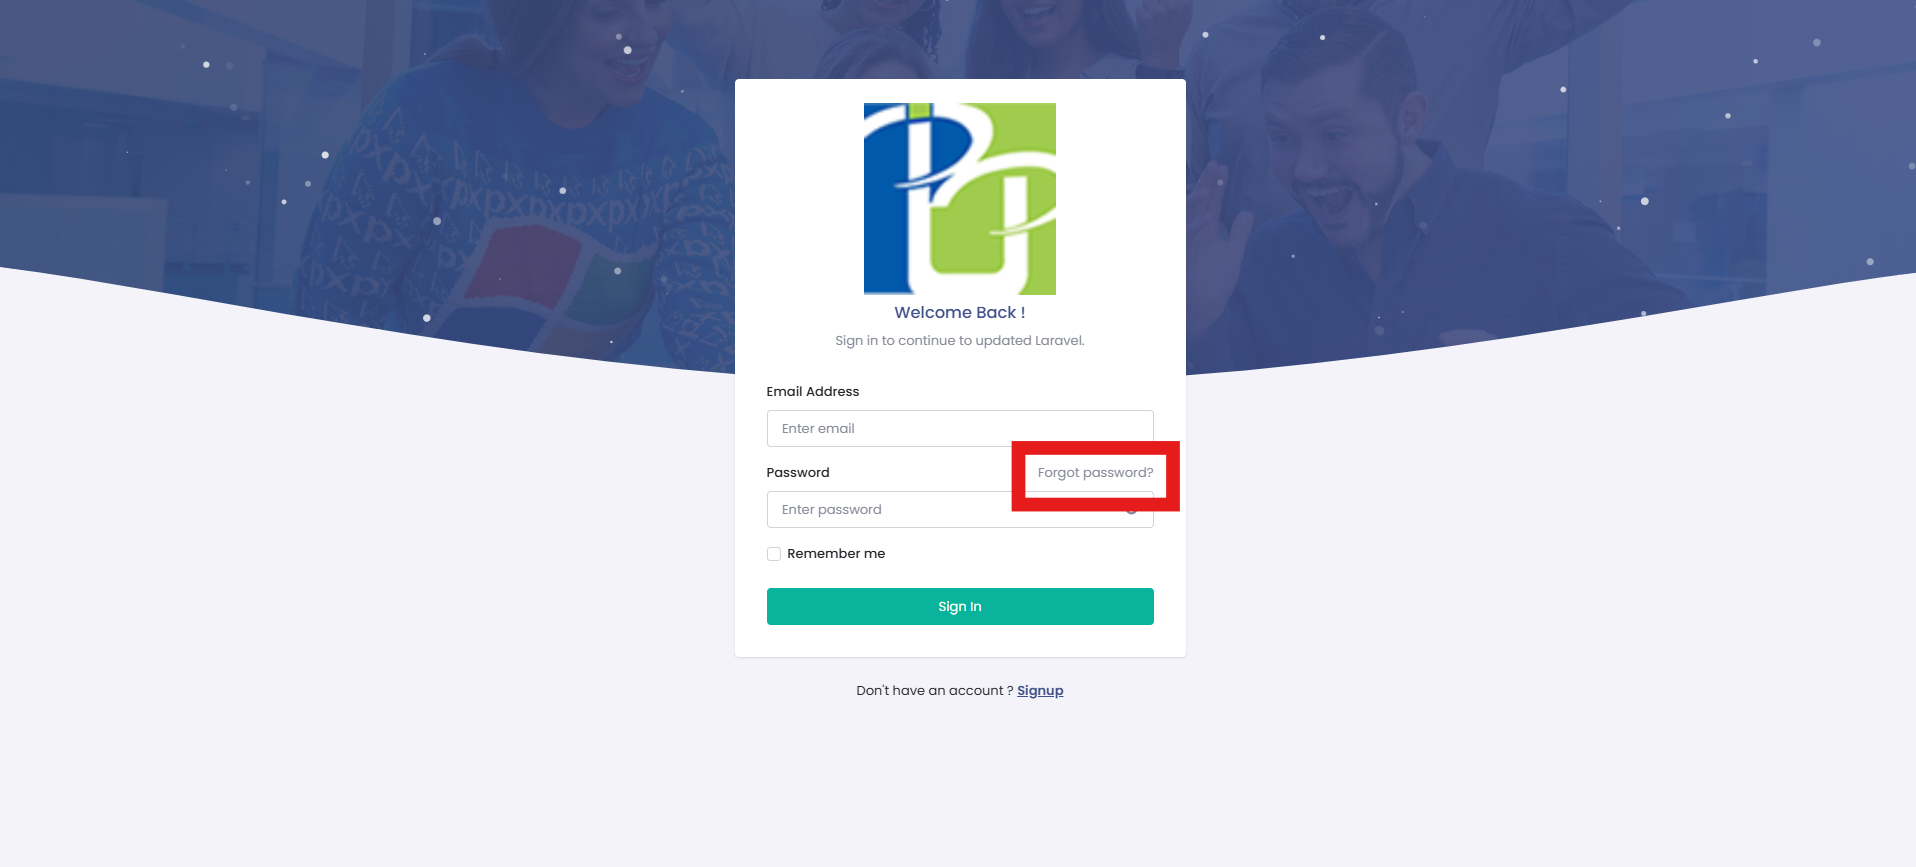 Welcome Back !
Sign in to continue to updated Laravel.
Email Address
Enter email
Password
Forgot password?
Enter password
Remember me
Sign In
Don't have an account ? Signup